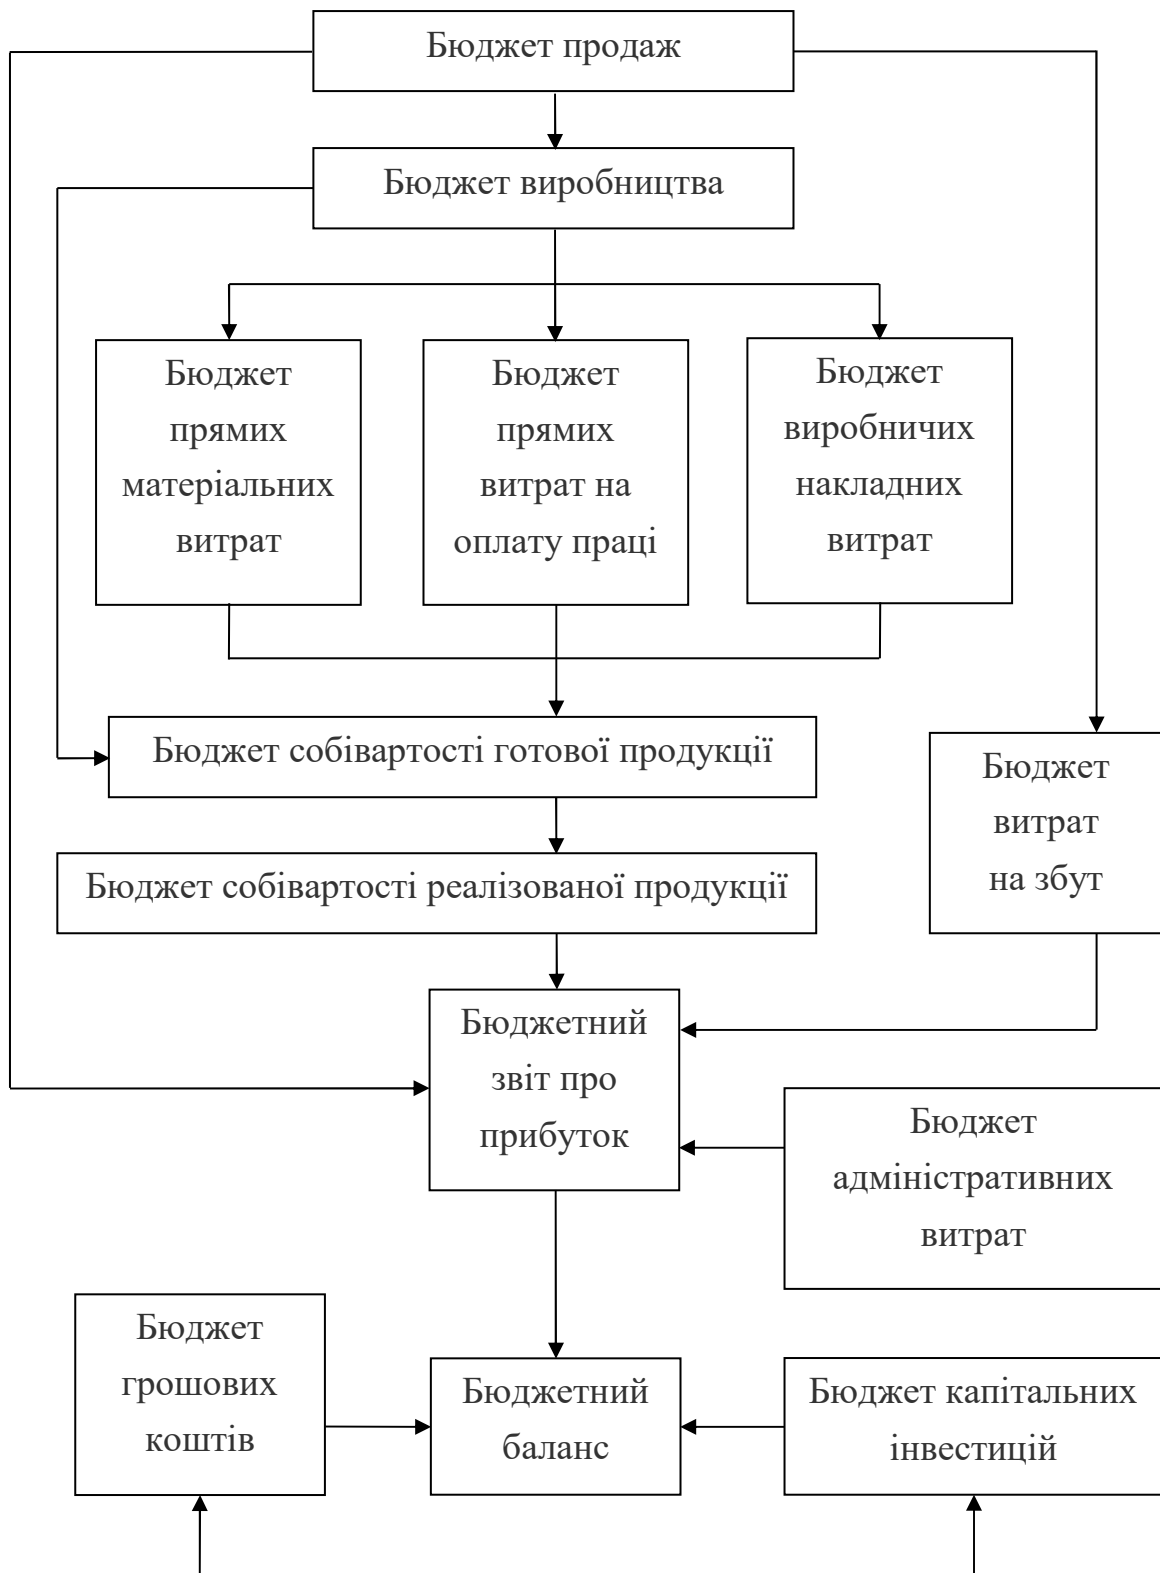 Бюджет продаж
Бюджет виробництва
Бюджет
прямих
матеріальних
витрат
Бюджет
прямих
витрат на
оплату праці
Бюджет
виробничих
накладних
витрат
Бюджет собівартості готової продукції
Бюджет
витрат
на збут
Бюджет собівартості реалізованої продукції
Бюджетний
звіт про
прибуток
Бюджет
адміністративних
витрат
Бюджет
грошових
коштів
Бюджетний
баланс
Бюджет капітальних
інвестицій